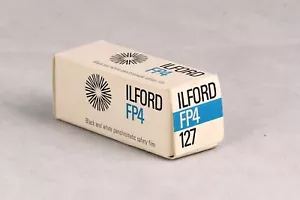 ILFORD
FP4
Black and white panchromatic safety film
ILFORD
FP4
127